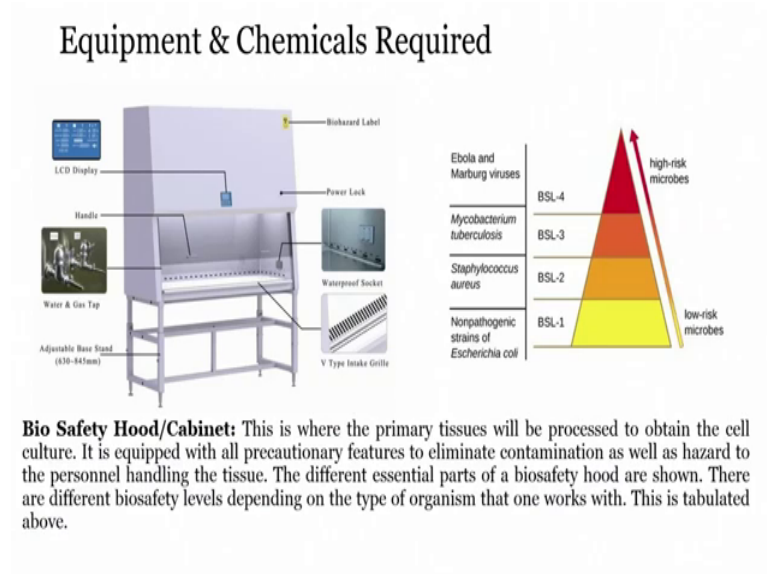 Equipment & Chemicals Required
Biohazard Label
LCD Display
Power Lock
Handle
Waterproof Socket
Water & Gas Tap
Adjustable Base Stand
(630-845mm)
V Type Intake Grille
Ebola and
Marburg viruses
BSL-4
Mycobacterium
tuberculosis
BSL-3
Staphylococcus
aureus
BSL-2
Nonpathogenic
strains of
Escherichia coli
BSL-1
high-risk
microbes
low-risk
microbes
Bio Safety Hood/Cabinet: This is where the primary tissues will be processed to obtain the cell
culture. It is equipped with all precautionary features to eliminate contamination as well as hazard to
the personnel handling the tissue. The different essential parts of a biosafety hood are shown. There
are different biosafety levels depending on the type of organism that one works with. This is tabulated
above.